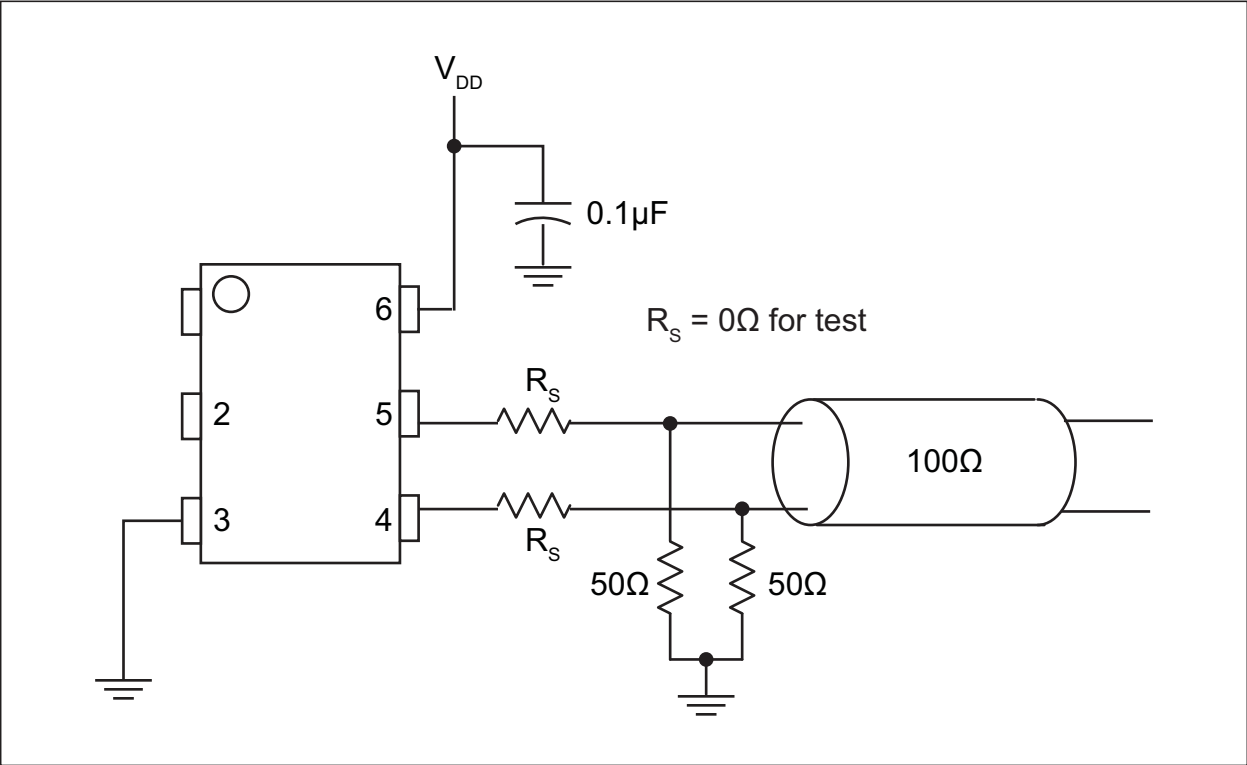 V_DD
0.1µF
6
R_S = 0Ω for test
R_S
2
5
100Ω
3
4
R_S
50Ω
50Ω